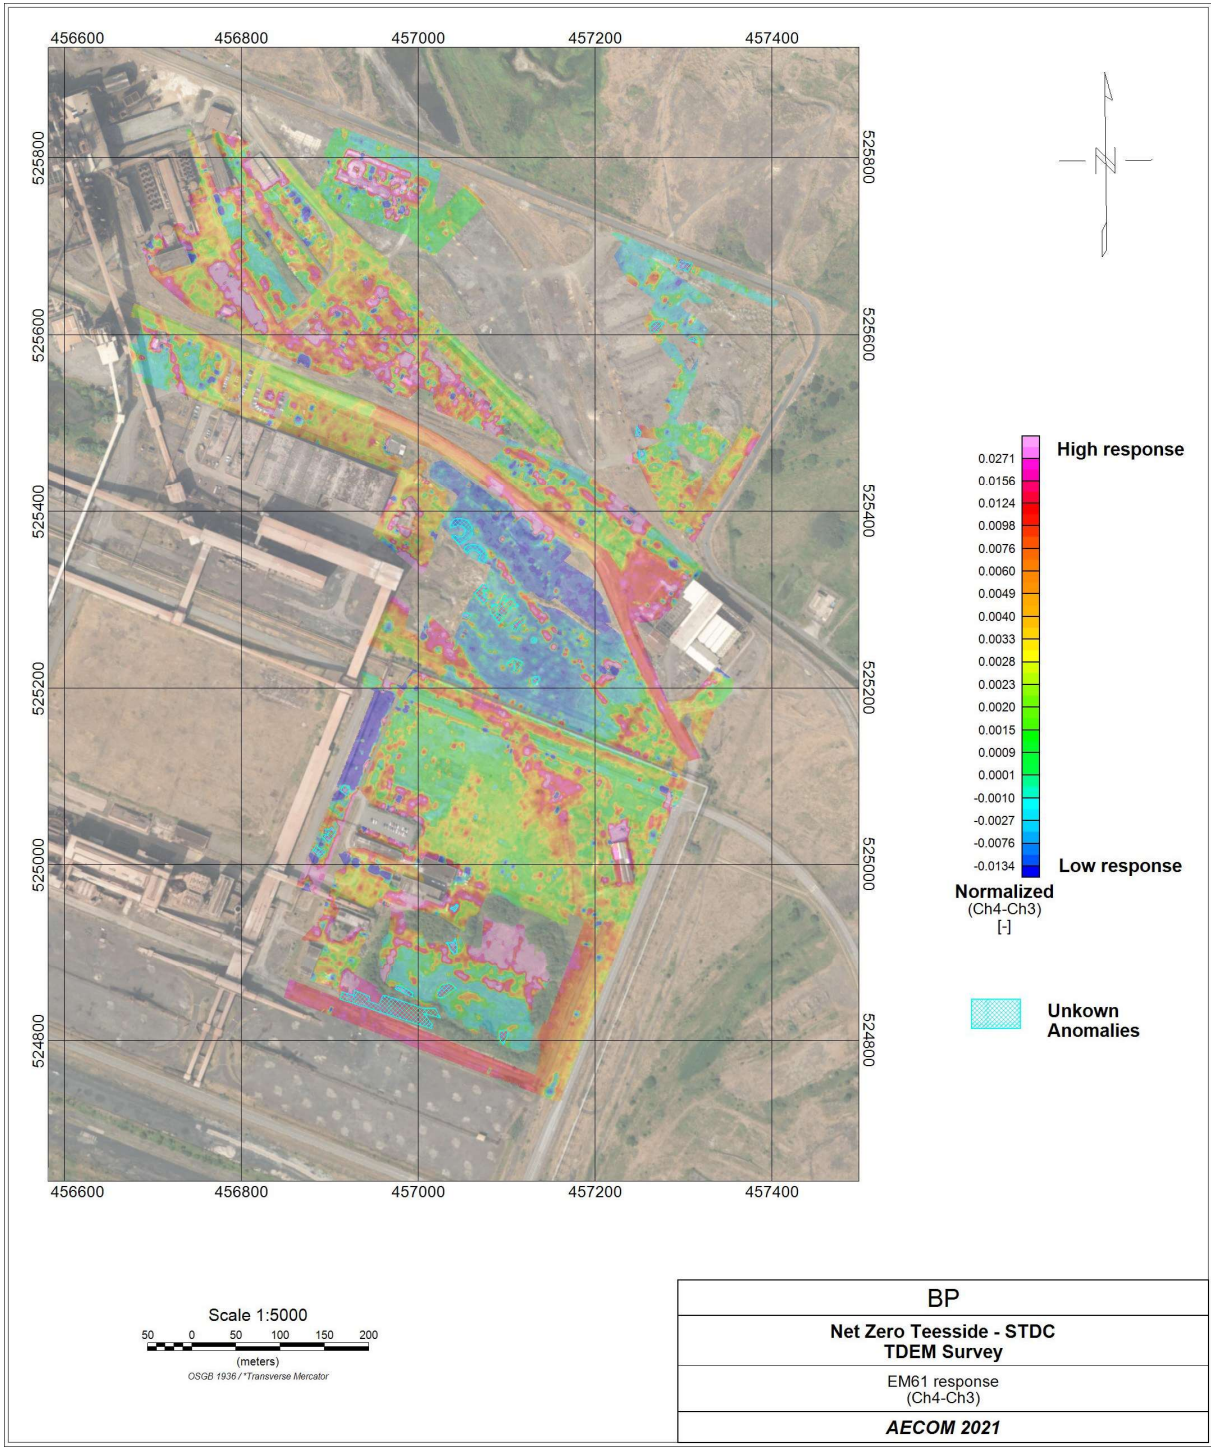 456600 456800 457000 457200 457400
525800 525800
525600 525600
525400 525400
525200 525200
525000 525000
524800 524800
456600 456800 457000 457200 457400
N
0.0271
0.0156
0.0124
0.0098
0.0076
0.0060
0.0049
0.0040
0.0033
0.0028
0.0023
0.0020
0.0015
0.0009
0.0001
-0.0010
-0.0027
-0.0076
-0.0134
High response
Low response
Normalized
(Ch4-Ch3)
[-]
Unkown
Anomalies
Scale 1:5000
50 0 50 100 150 200
(meters)
OSGB 1936 / *Transverse Mercator
BP
Net Zero Teesside - STDC
TDEM Survey
EM61 response
(Ch4-Ch3)
AECOM 2021